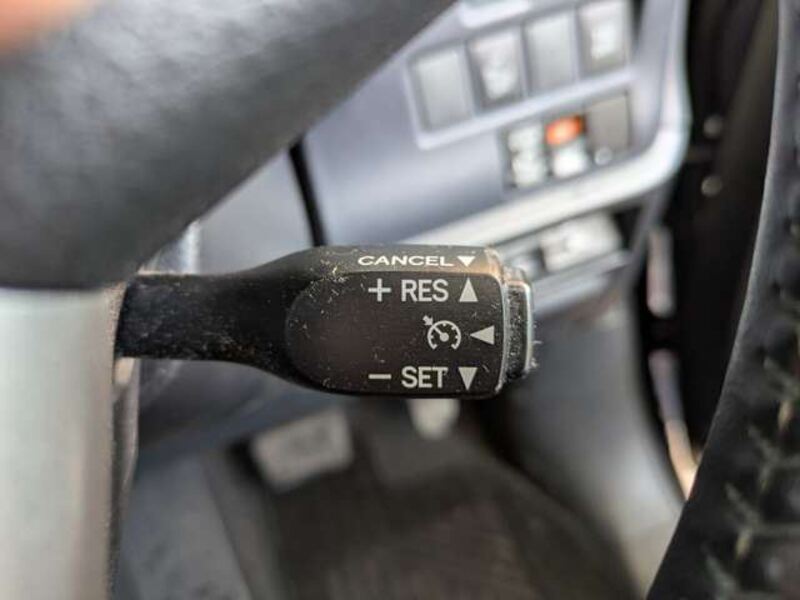 CANCEL▼
+ RES ▲
◀
− SET ▼